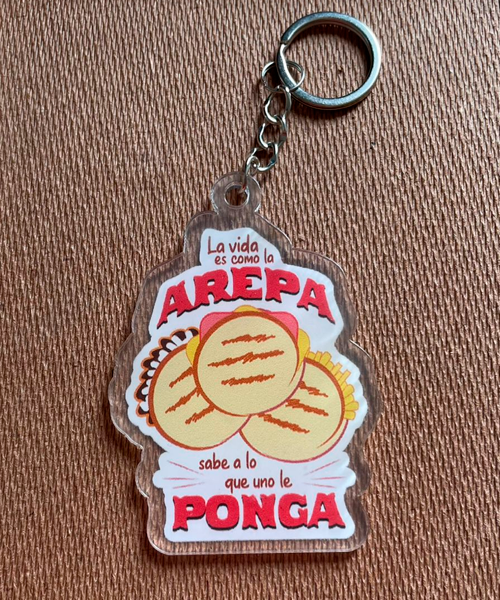 La vida
es como la
AREPA
sabe a lo
que uno le
PONGA